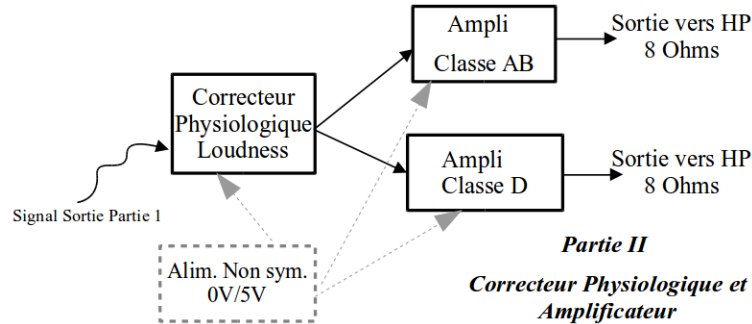 Ampli
Classe AB
Sortie vers HP
8 Ohms
Correcteur
Physiologique
Loudness
Ampli
Classe D
Sortie vers HP
8 Ohms
Signal Sortie Partie 1
Alim. Non sym.
0V/5V
Partie II
Correcteur Physiologique et
Amplificateur